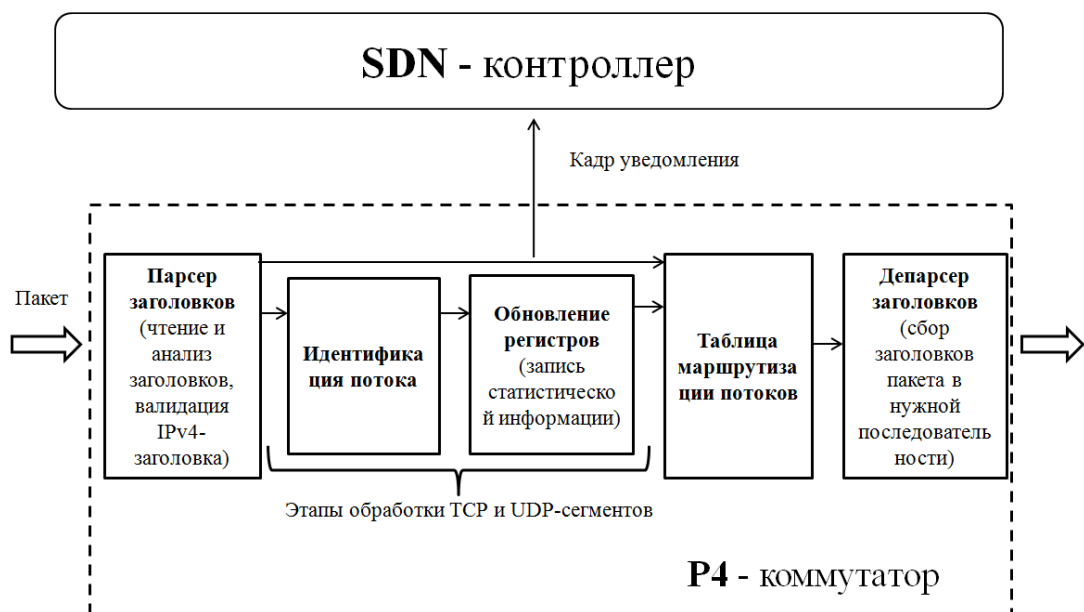 SDN - контроллер
Кадр уведомления
Пакет
Парсер
заголовков
(чтение и
анализ
заголовков,
валидация
IPv4-
заголовка)
Идентифика
ция потока
Обновление
регистров
(запись
статистическо
й информации)
Таблица
маршрутиза
ции потоков
Депарсер
заголовков
(сбор
заголовков
пакета в
нужной
последователь
ности)
Этапы обработки TCP и UDP-сегментов
P4 - коммутатор